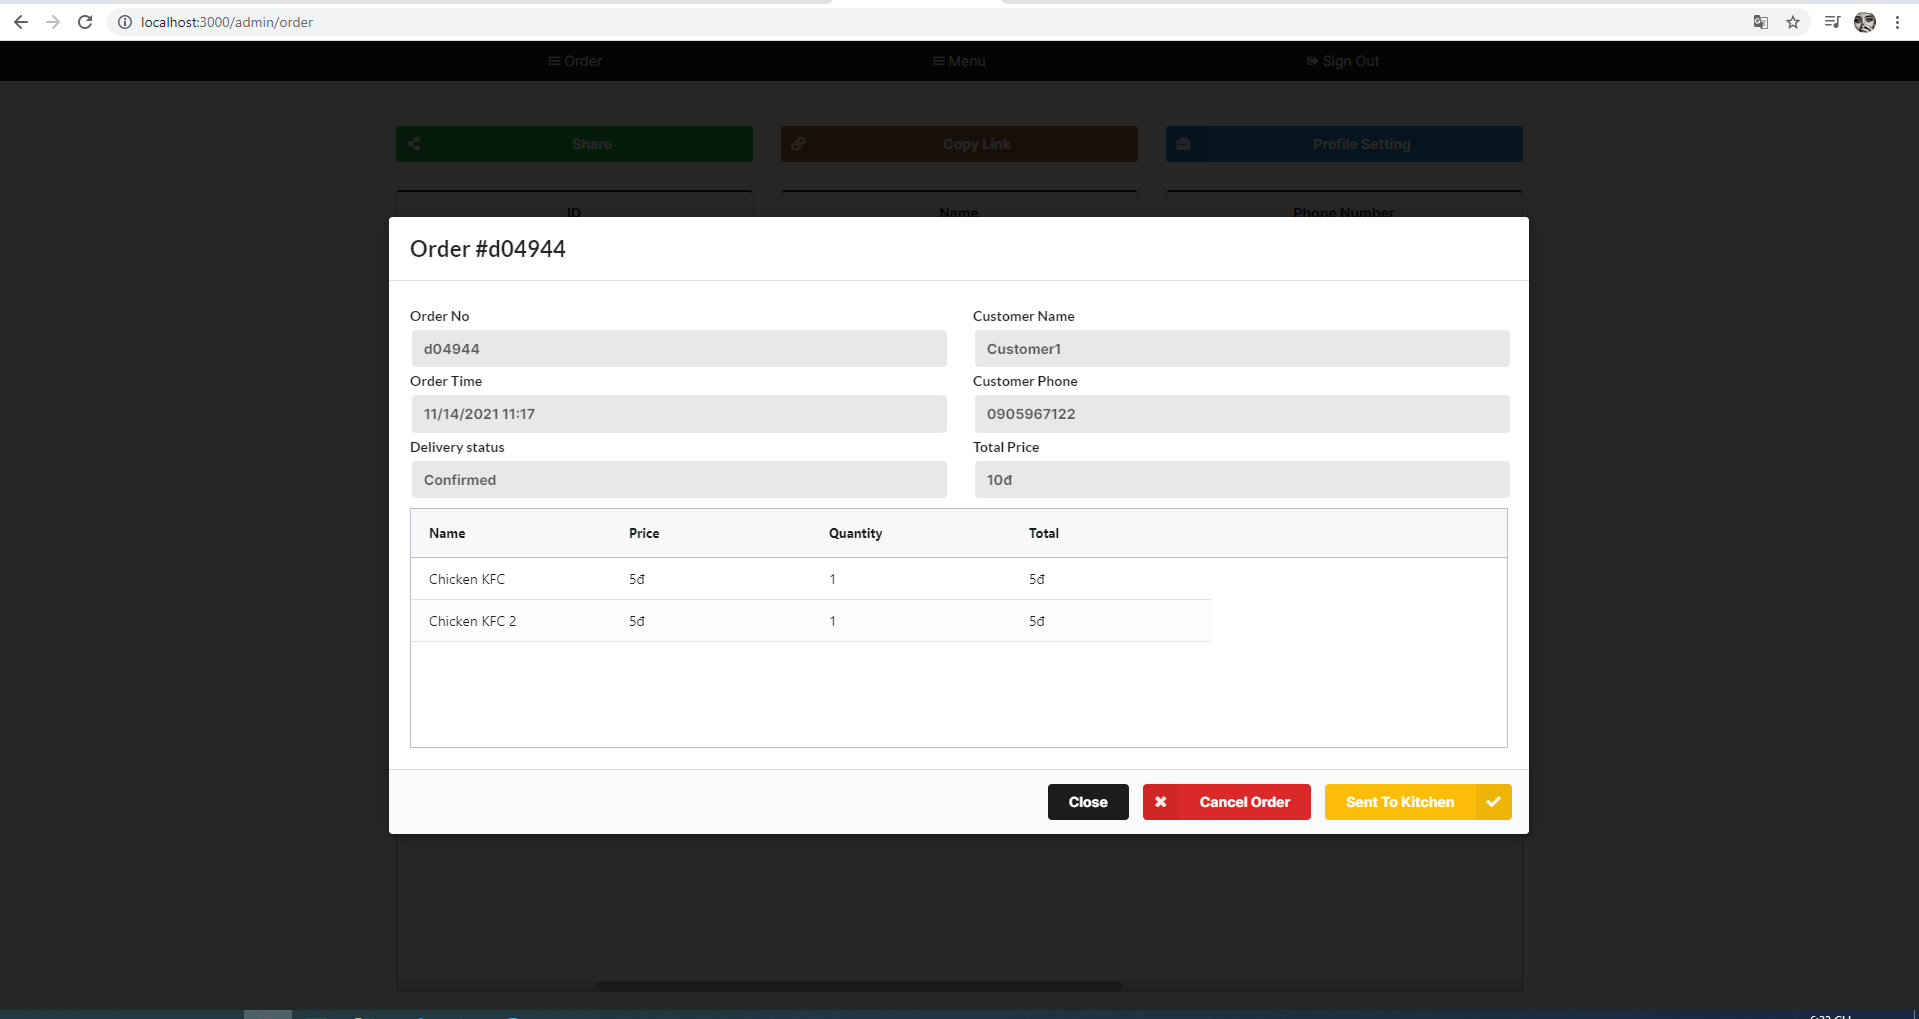 localhost:3000/admin/order
Order Menu Sign Out
Share Copy Link Profile Setting
ID Name Phone Number
Order #d04944
Order No Customer Name
d04944 Customer1
Order Time Customer Phone
11/14/2021 11:17 0905967122
Delivery status Total Price
Confirmed 10đ
Name Price Quantity Total
Chicken KFC 5đ 1 5đ
Chicken KFC 2 5đ 1 5đ
Close Cancel Order Sent To Kitchen